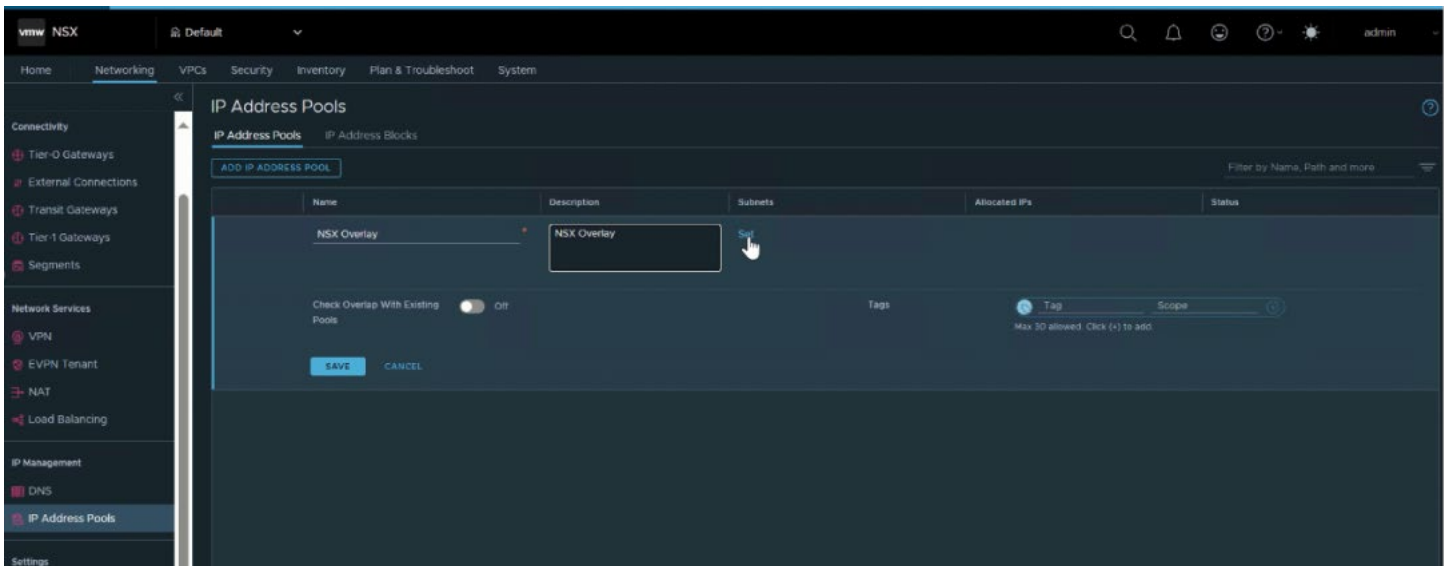 vmw NSX
Default
admin
Home Networking VPCs Security Inventory Plan & Troubleshoot System
IP Address Pools
Connectivity
IP Address Pools IP Address Blocks
Tier-0 Gateways
ADD IP ADDRESS POOL
Filter by Name, Path and more
External Connections
Name Description Subnets Allocated IPs Status
Transit Gateways
Tier-1 Gateways
NSX Overlay * NSX Overlay Set
Segments
Network Services
Check Overlap With Existing Pools
Off
Tags
Tag Scope
Max 30 allowed. Click (+) to add.
VPN
EVPN Tenant
SAVE CANCEL
NAT
Load Balancing
IP Management
DNS
IP Address Pools
Settings